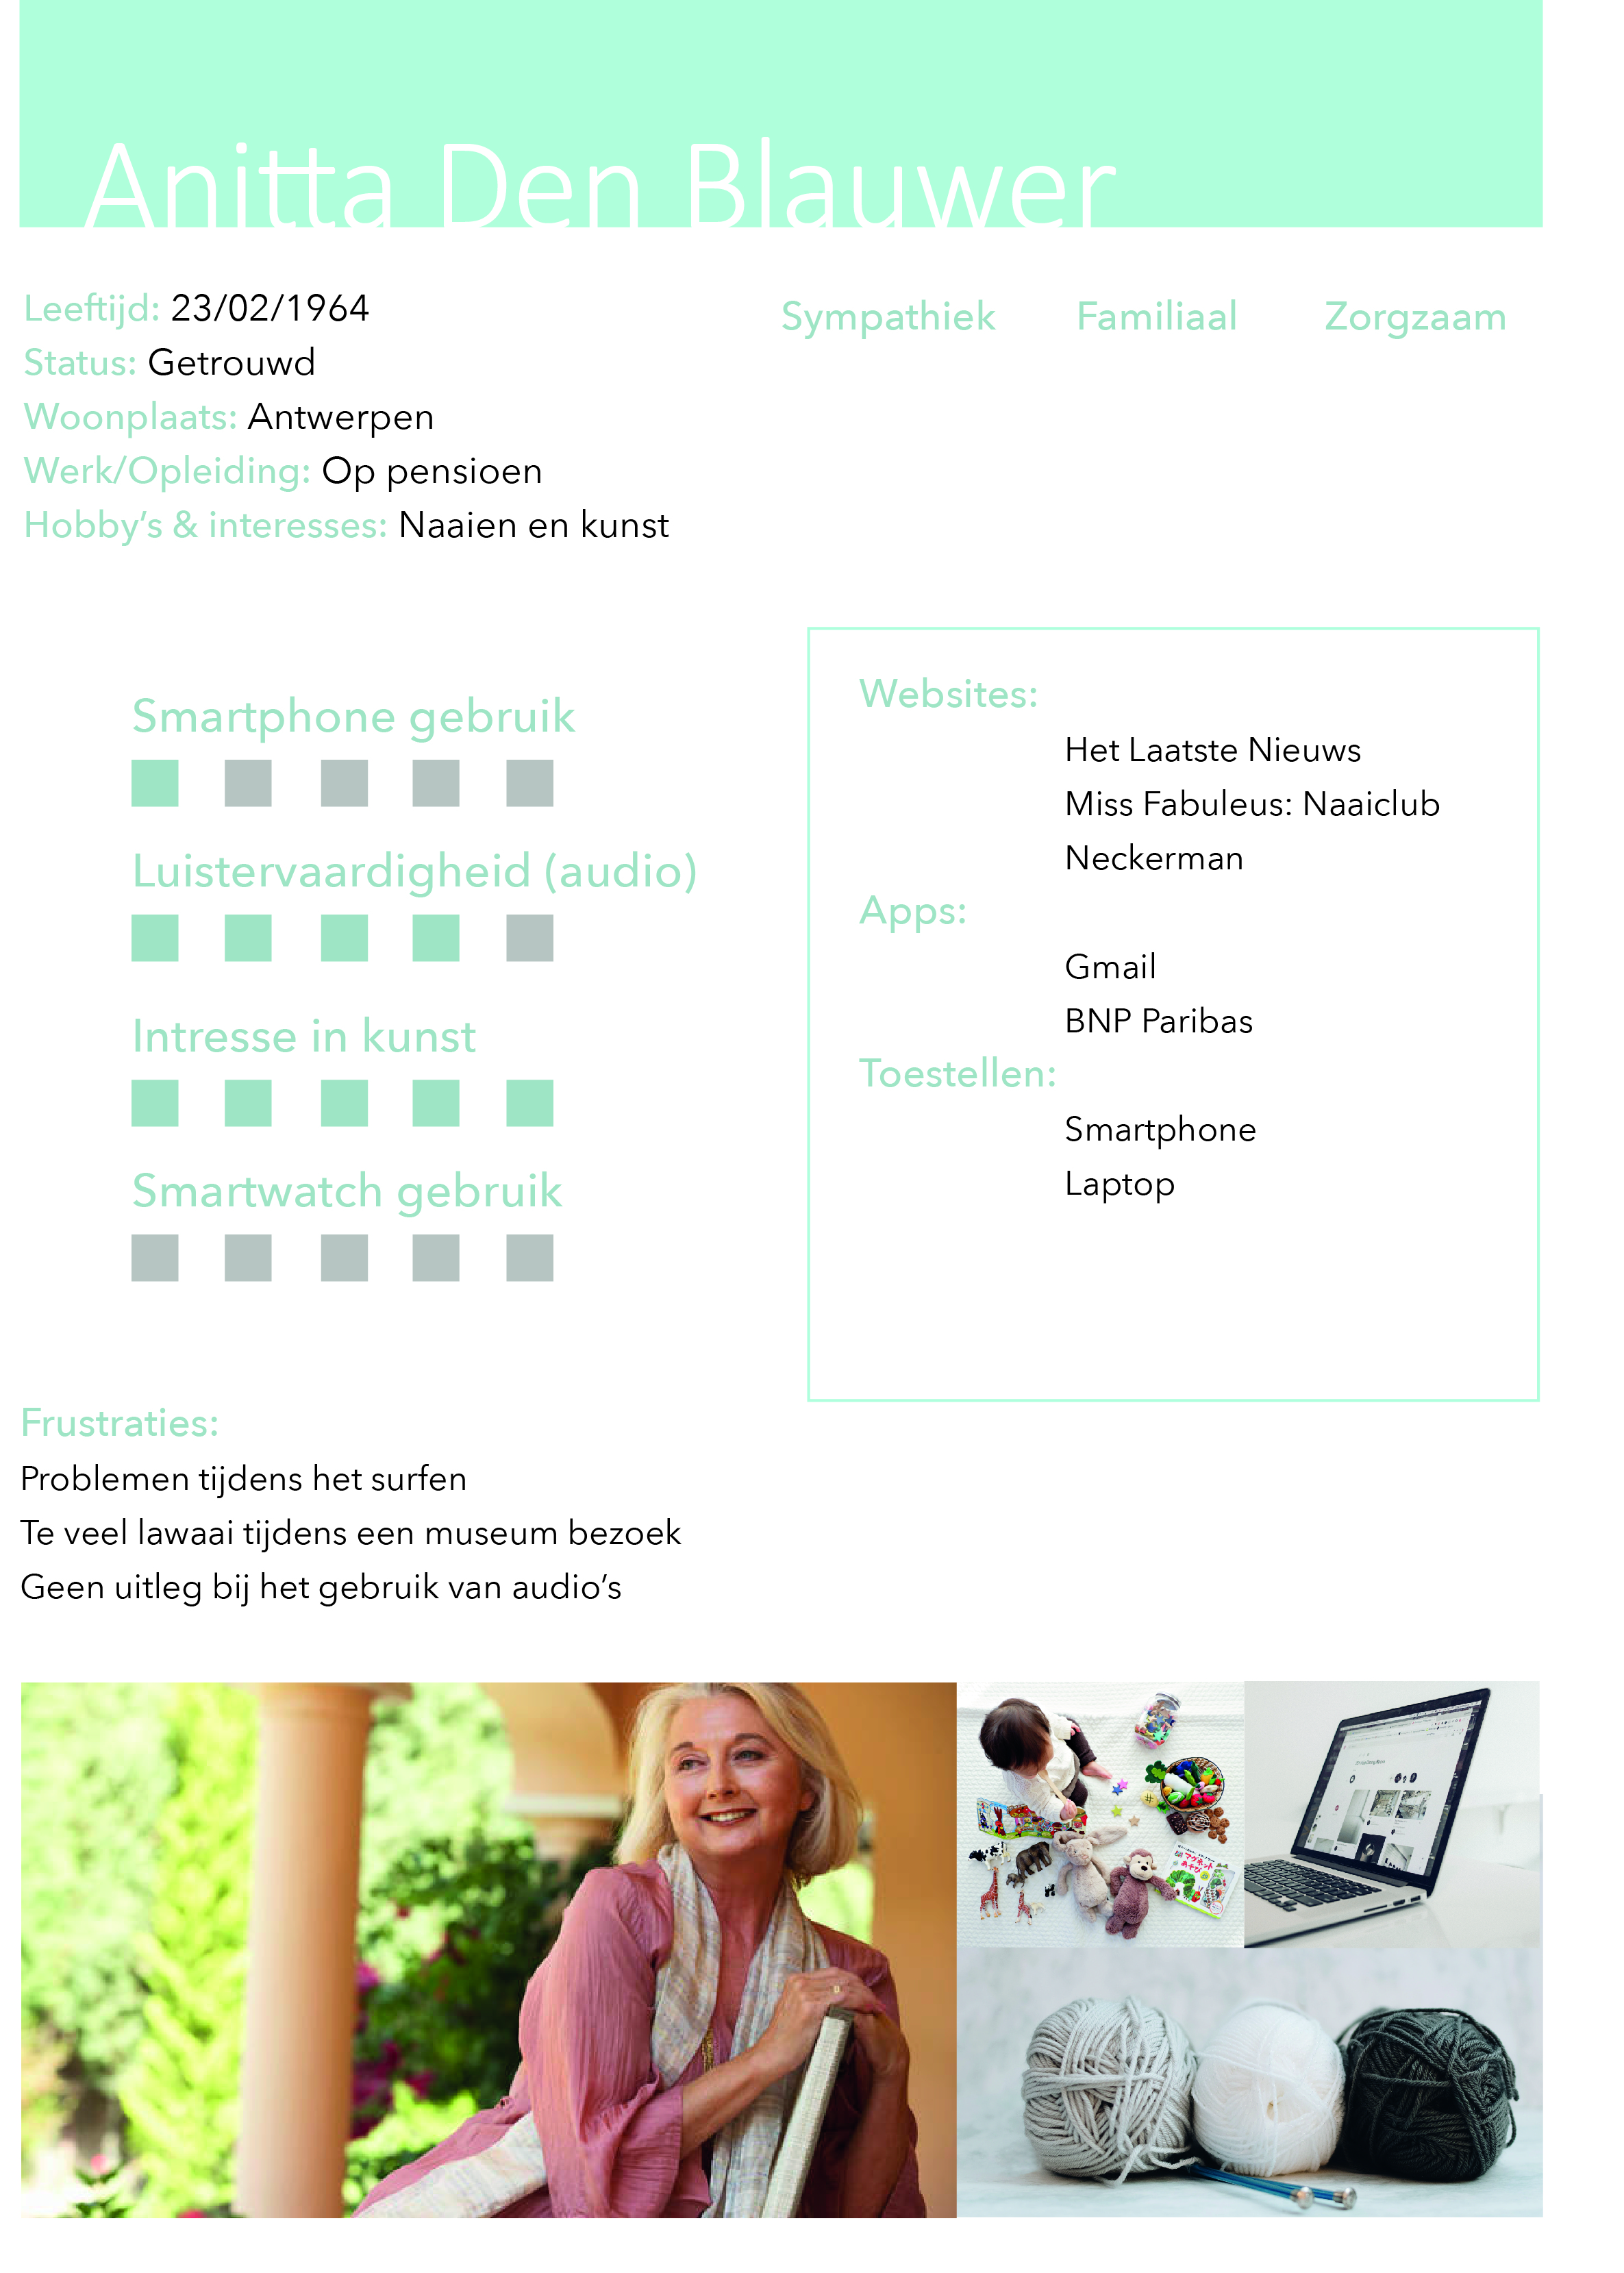 Anitta Den Blauwer
Leeftijd: 23/02/1964
Status: Getrouwd
Woonplaats: Antwerpen
Werk/Opleiding: Op pensioen
Hobby’s & interesses: Naaien en kunst
Sympathiek Familiaal Zorgzaam
Smartphone gebruik
Luistervaardigheid (audio)
Intresse in kunst
Smartwatch gebruik
Websites:
Het Laatste Nieuws
Miss Fabuleus: Naaiclub
Neckerman
Apps:
Gmail
BNP Paribas
Toestellen:
Smartphone
Laptop
Frustraties:
Problemen tijdens het surfen
Te veel lawaai tijdens een museum bezoek
Geen uitleg bij het gebruik van audio’s